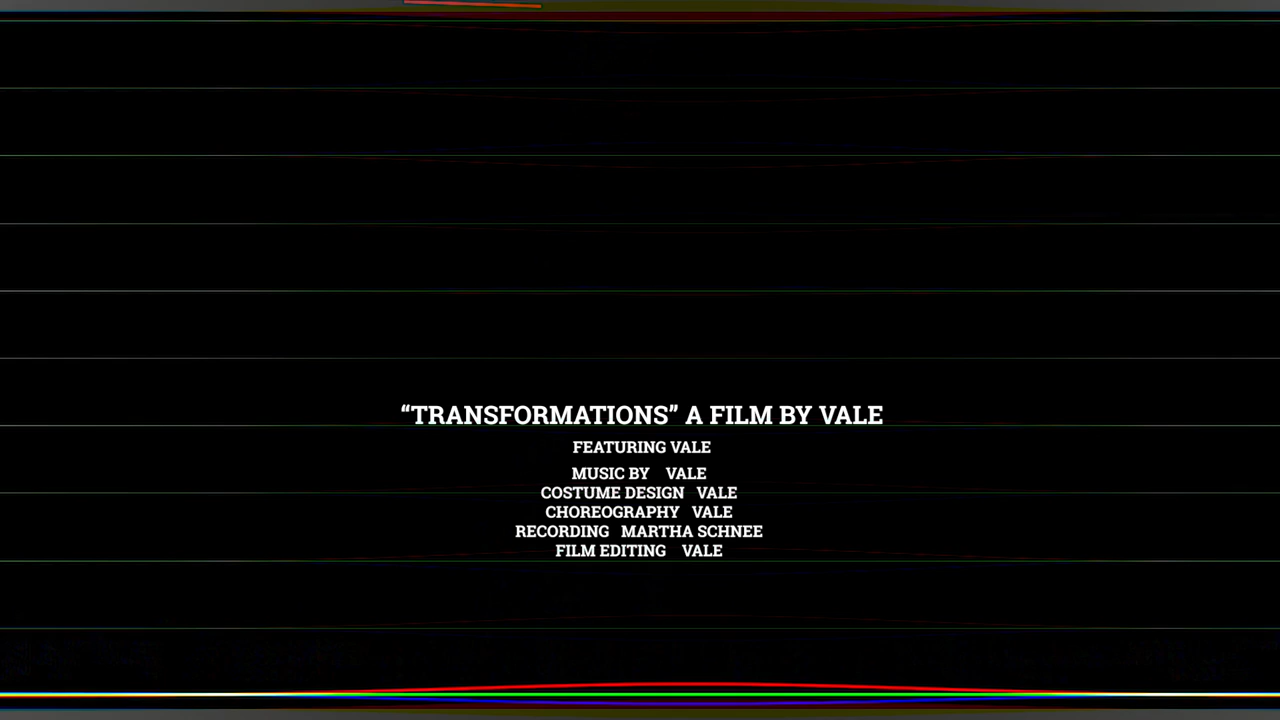 “TRANSFORMATIONS” A FILM BY VALE
FEATURING VALE
MUSIC BY VALE
COSTUME DESIGN VALE
CHOREOGRAPHY VALE
RECORDING MARTHA SCHNEE
FILM EDITING VALE